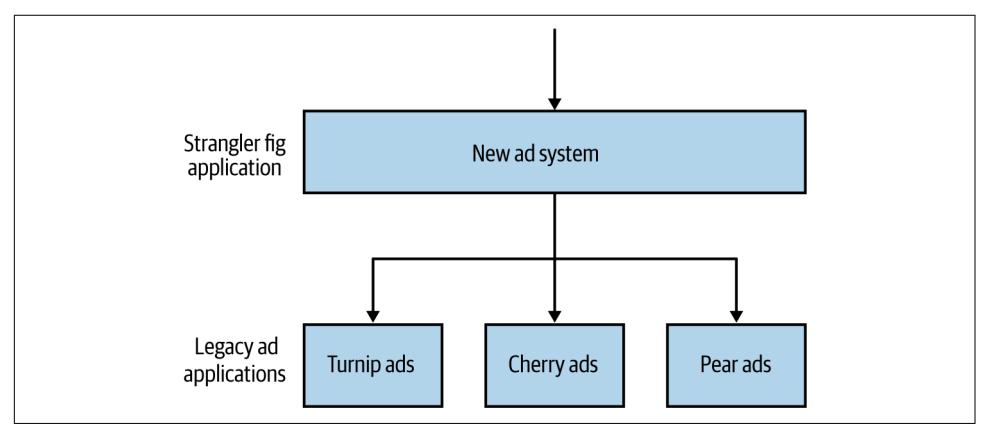 Strangler fig
application
New ad system
Legacy ad
applications
Turnip ads
Cherry ads
Pear ads